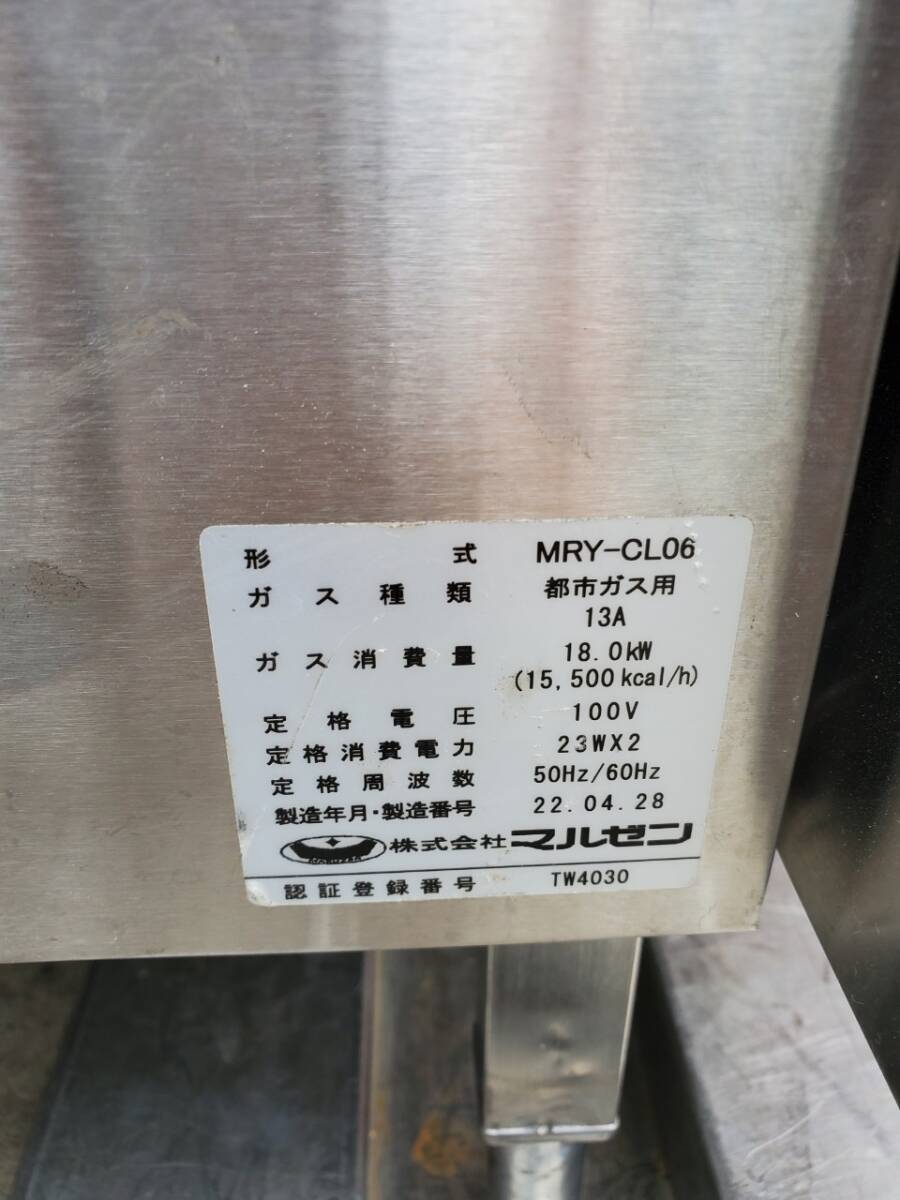 形式 MRY-CL06
ガス種類 都市ガス用
13A
ガス消費量 18.0kW
(15,500kcal/h)
定格電圧 100V
定格消費電力 23WX2
定格周波数 50Hz/60Hz
製造年月・製造番号 22.04.28
MARUZEN 株式会社マルゼン
認証登録番号 TW4030